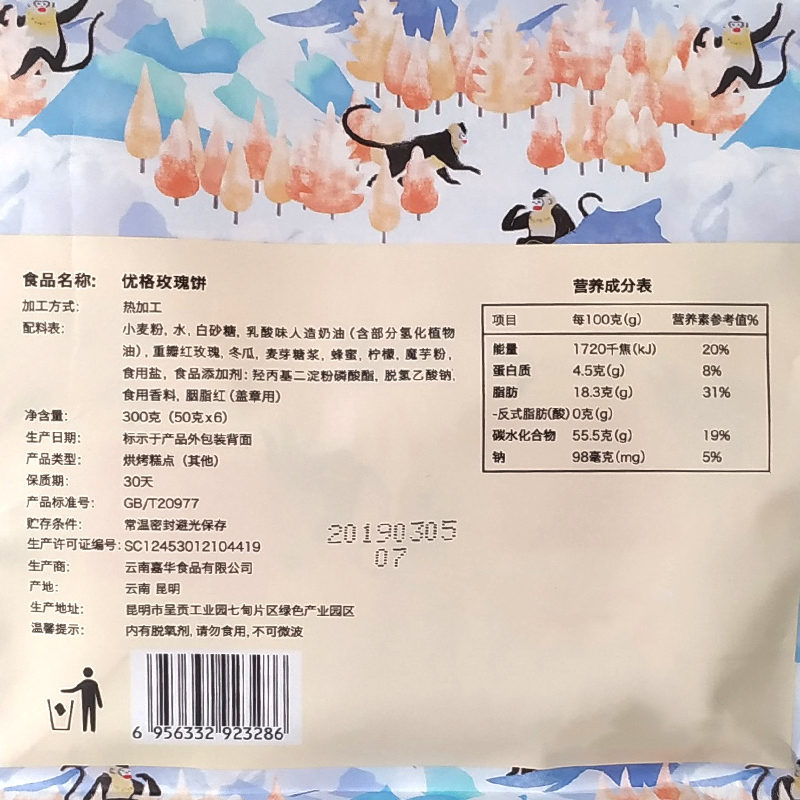 食品名称: 优格玫瑰饼
加工方式: 热加工
配料表: 小麦粉, 水, 白砂糖, 乳酸味人造奶油(含部分氢化植物
油), 重瓣红玫瑰, 冬瓜, 麦芽糖浆, 蜂蜜, 柠檬, 魔芋粉,
食用盐, 食品添加剂: 羟丙基二淀粉磷酸酯, 脱氢乙酸钠,
食用香料, 胭脂红(盖章用)
净含量: 300克(50克x6)
生产日期: 标示于产品外包装背面
产品类型: 烘烤糕点(其他)
保质期: 30天
产品标准号: GB/T20977
贮存条件: 常温密封避光保存
生产许可证编号: SC12453012104419
生产商: 云南嘉华食品有限公司
产地: 云南 昆明
生产地址: 昆明市呈贡工业园七甸片区绿色产业园区
温馨提示: 内有脱氧剂, 请勿食用, 不可微波
20190305
07
6 956332 923286
营养成分表
项目 每100克(g) 营养素参考值%
能量 1720千焦(kJ) 20%
蛋白质 4.5克(g) 8%
脂肪 18.3克(g) 31%
-反式脂肪(酸) 0克(g)
碳水化合物 55.5克(g) 19%
钠 98毫克(mg) 5%